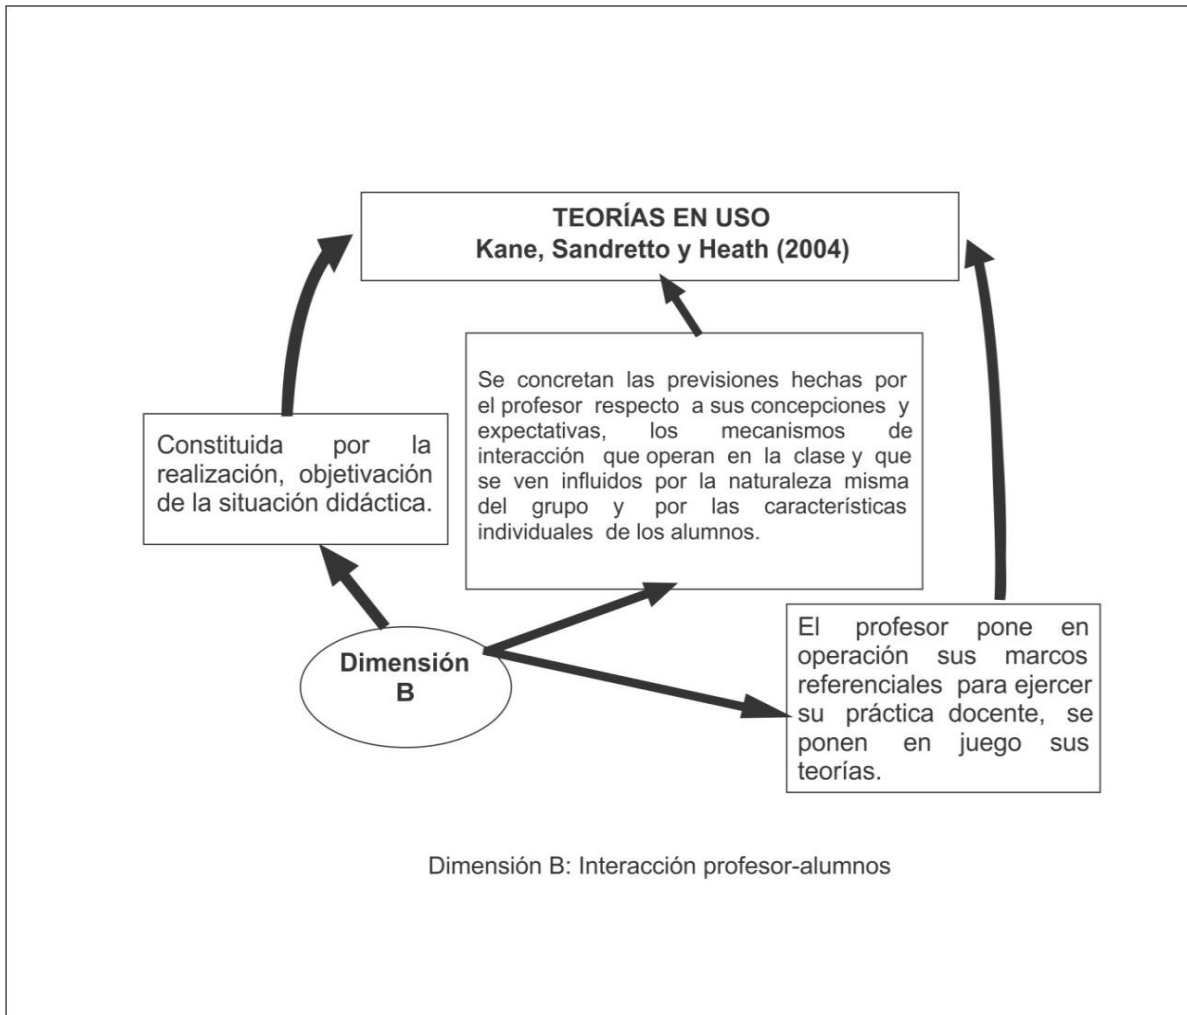 TEORÍAS EN USO
Kane, Sandretto y Heath (2004)
Se concretan las previsiones hechas por
el profesor respecto a sus concepciones y
expectativas, los mecanismos de
interacción que operan en la clase y que
se ven influidos por la naturaleza misma
del grupo y por las características
individuales de los alumnos.
Constituida por la
realización, objetivación
de la situación didáctica.
Dimensión
B
El profesor pone en
operación sus marcos
referenciales para ejercer
su práctica docente, se
ponen en juego sus
teorías.
Dimensión B: Interacción profesor-alumnos